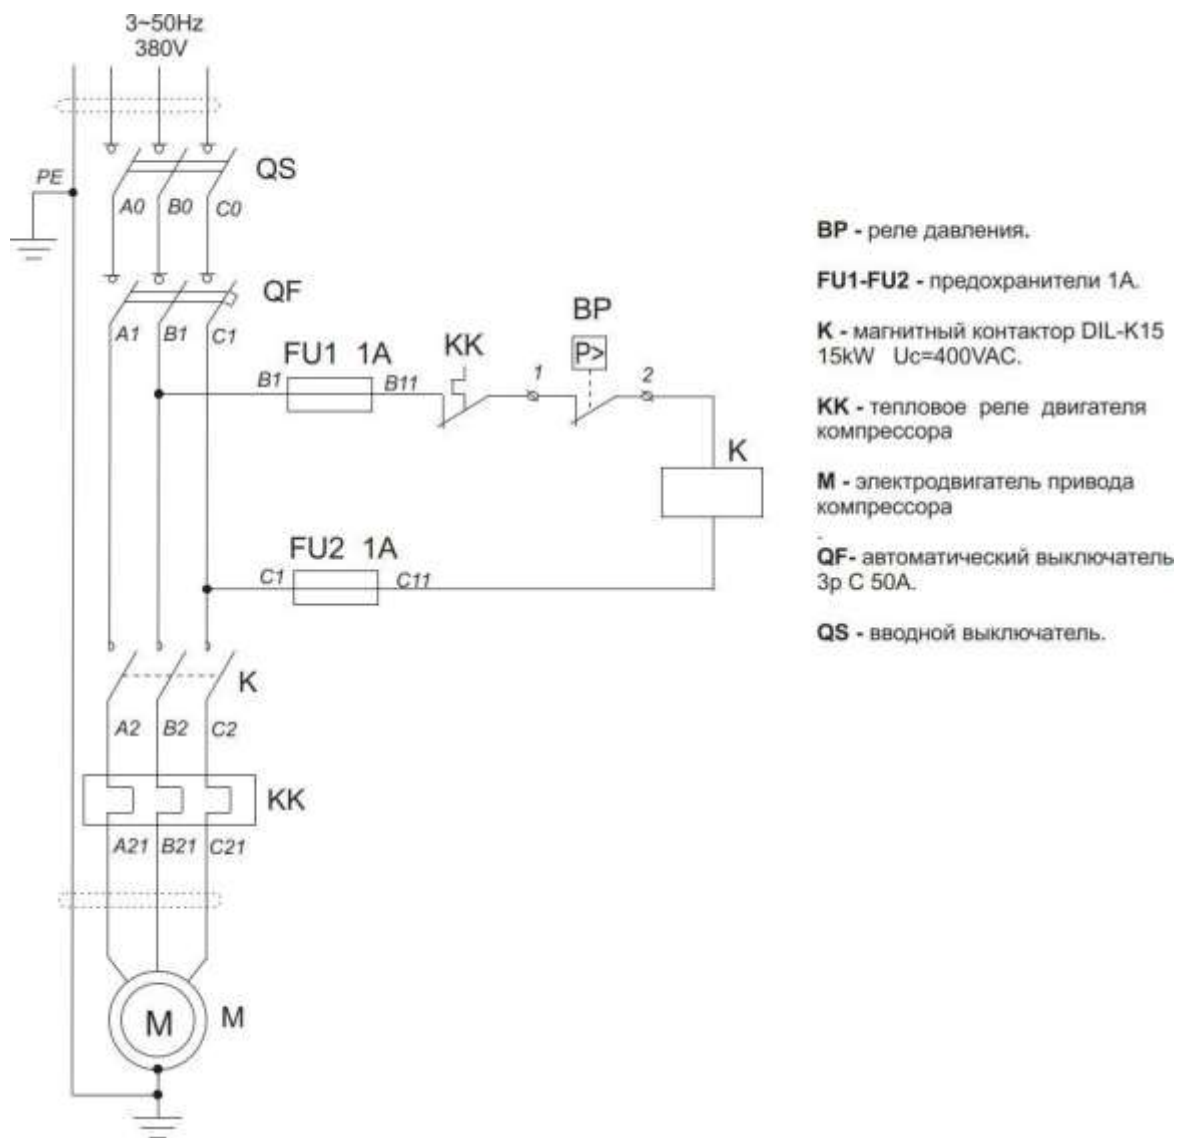 3~50Hz
380V
QS
PE
A0 B0 C0
QF
A1 B1 C1
FU1 1A
KK
BP
P>
B1
B11
1
2
K
FU2 1A
C1
C11
K
A2 B2 C2
KK
A21 B21 C21
M
M
BP - реле давления.
FU1-FU2 - предохранители 1А.
K - магнитный контактор DIL-K15
15kW Uc=400VAC.
KK - тепловое реле двигателя
компрессора
M - электродвигатель привода
компрессора
.
QF- автоматический выключатель
3р С 50А.
QS - вводной выключатель.